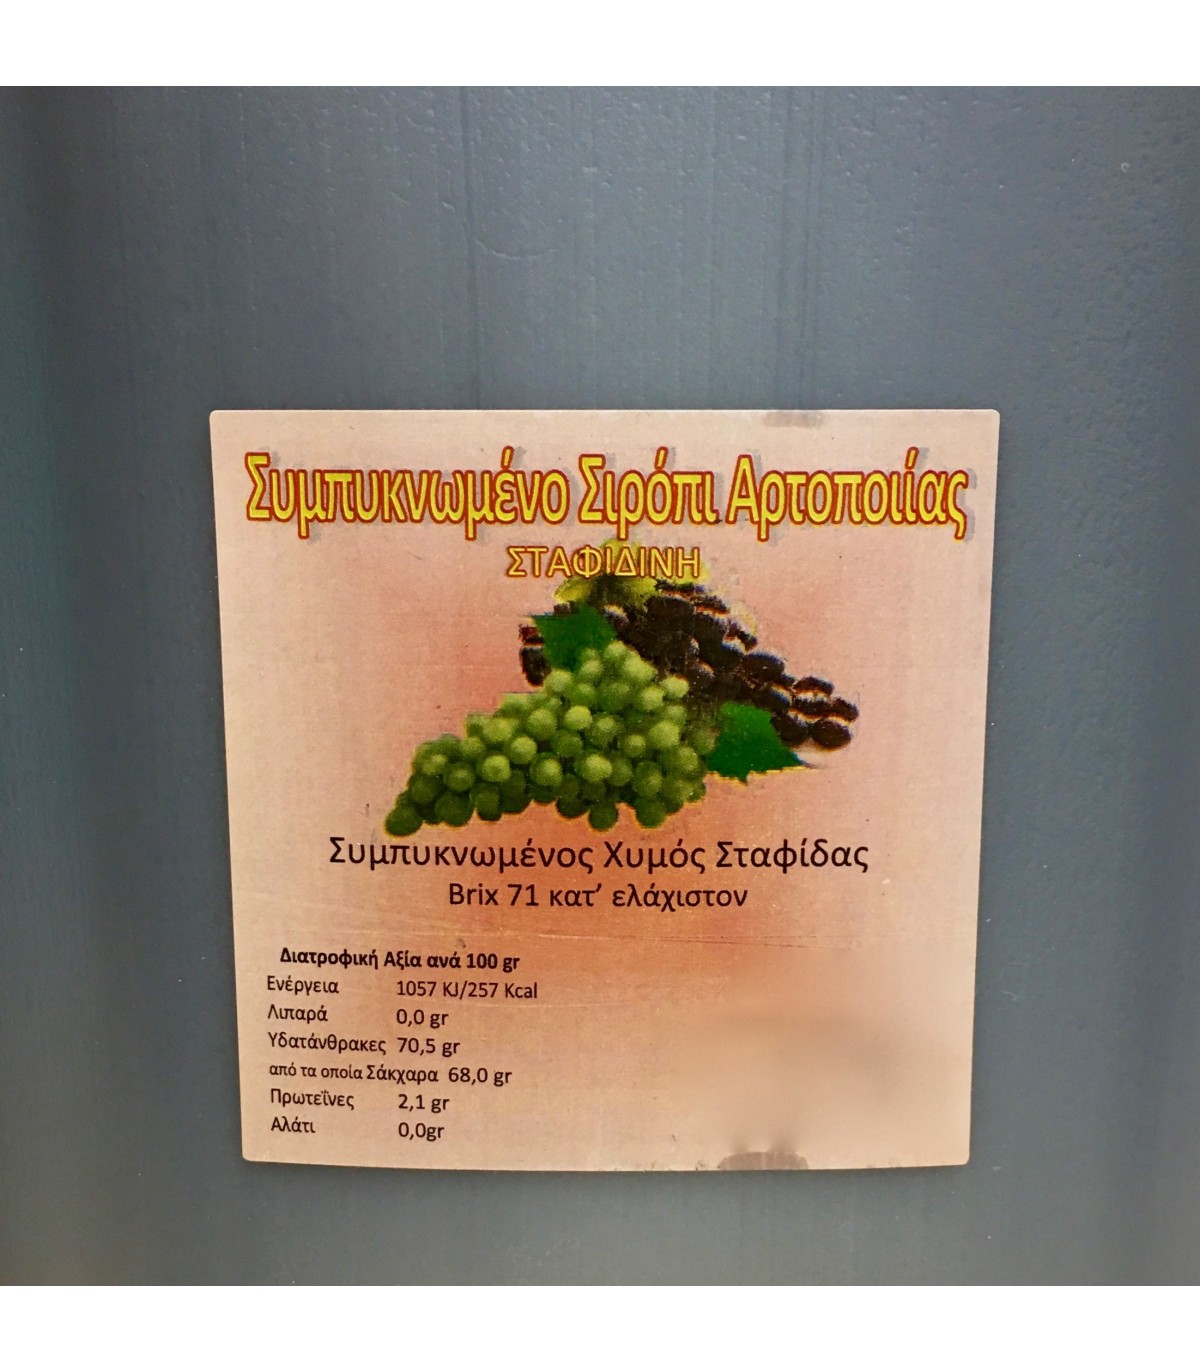 Συμπυκνωμένο Σιρόπι Αρτοποιίας
ΣΤΑΦΙΔΙΝΗ
Συμπυκνωμένος Χυμός Σταφίδας
Brix 71 κατ’ ελάχιστον
Διατροφική Αξία ανά 100 gr
Ενέργεια 1057 KJ/257 Kcal
Λιπαρά 0,0 gr
Υδατάνθρακες 70,5 gr
από τα οποία Σάκχαρα 68,0 gr
Πρωτεΐνες 2,1 gr
Αλάτι 0,0gr